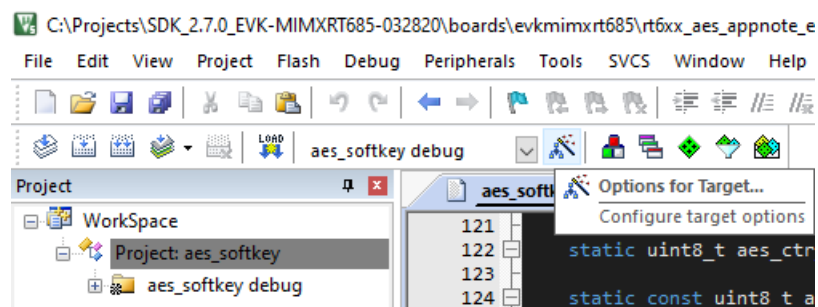 C:\Projects\SDK_2.7.0_EVK-MIMXRT685-032820\boards\evkmimxrt685\rt6xx_aes_appnote_e
File Edit View Project Flash Debug Peripherals Tools SVCS Window Help
LOAD
aes_softkey debug
Project
aes_soft
Options for Target...
Configure target options
WorkSpace
Project: aes_softkey
aes_softkey debug
121
122 static uint8_t aes_ctr
123
124 static const uint8_t a